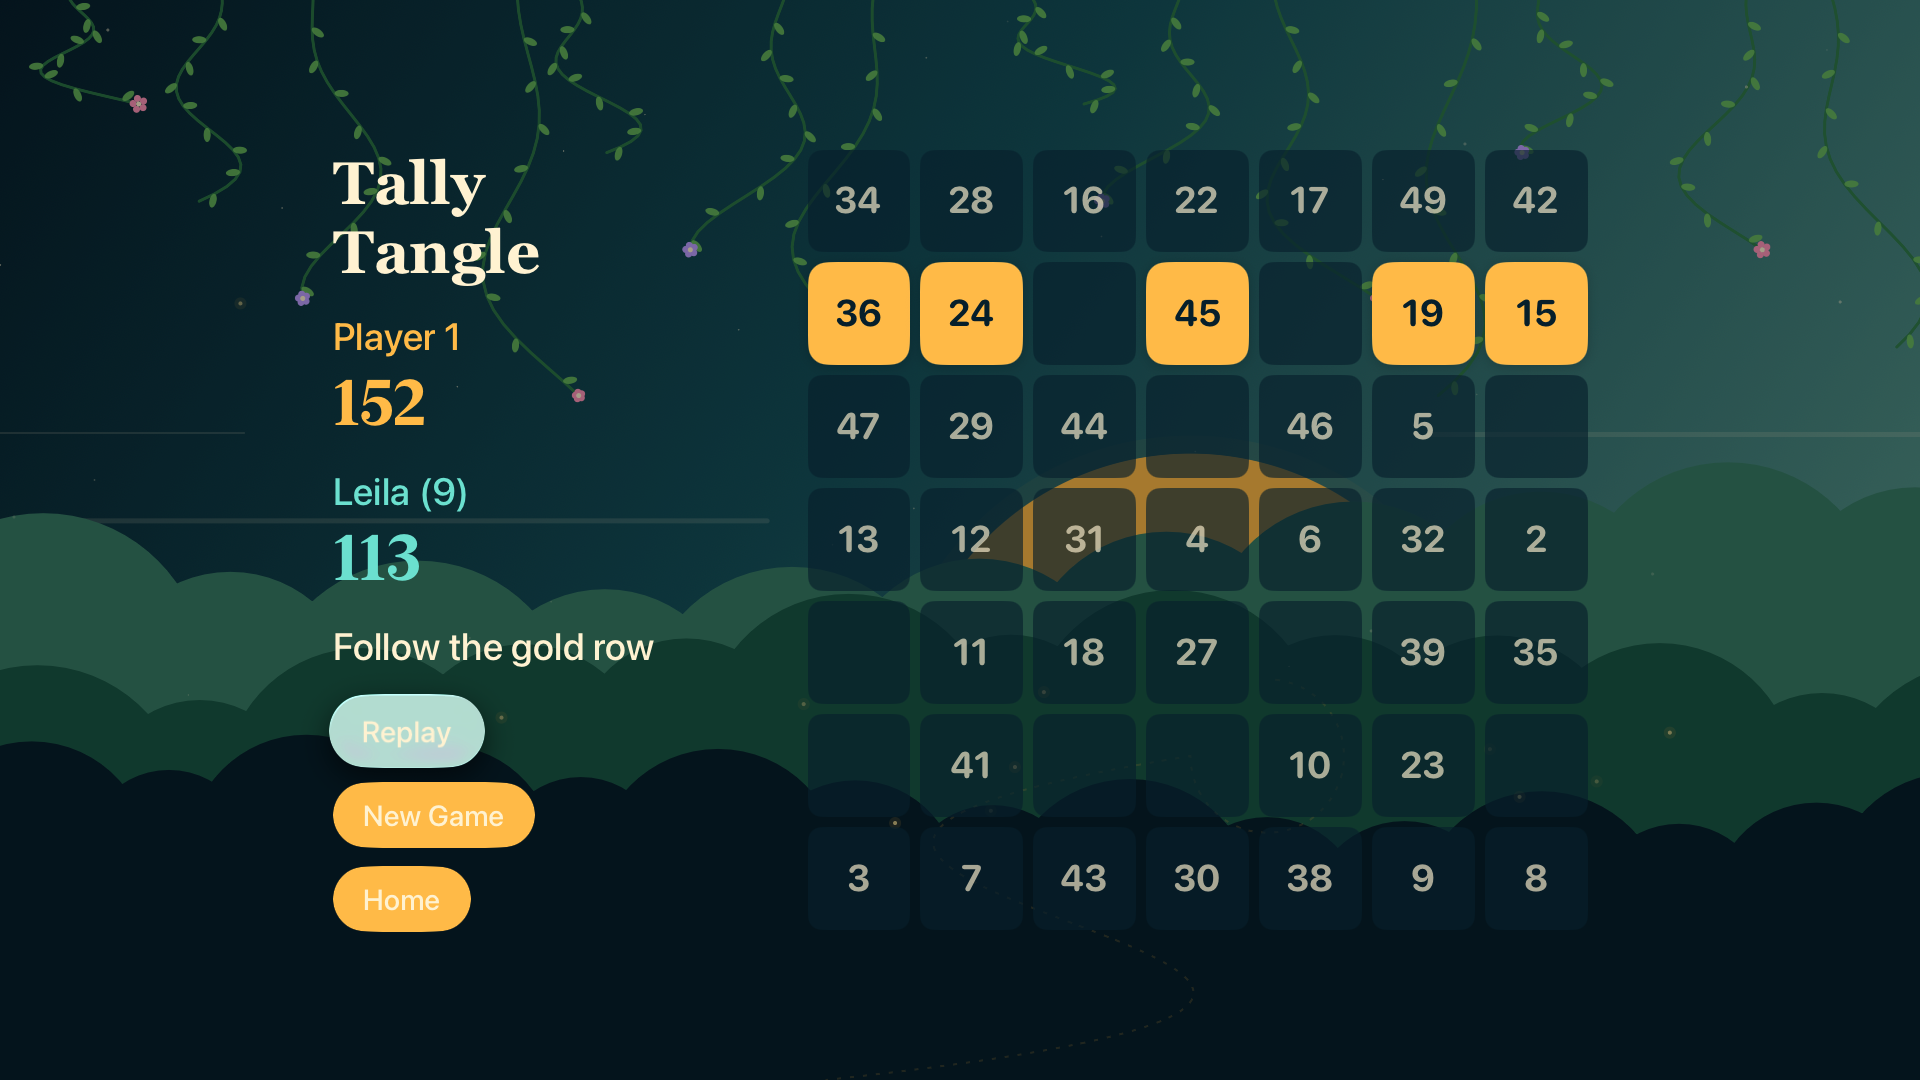 Tally
Tangle
Player 1
152
Leila (9)
113
Follow the gold row
Replay
New Game
Home
34 28 16 22 17 49 42
36 24 45 19 15
47 29 44 46 5
13 12 31 4 6 32 2
11 18 27 39 35
41 10 23
3 7 43 30 38 9 8